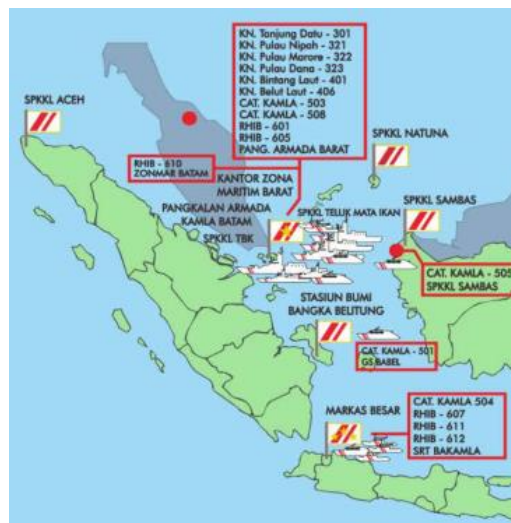 KN. Tanjung Datu - 301
KN. Pulau Nipah - 321
KN. Pulau Marore - 322
KN. Pulau Dana - 323
KN. Bintang Laut - 401
KN. Belut Laut - 406
CAT. KAMLA - 503
CAT. KAMLA - 508
RHIB - 601
RHIB - 605
PANG. ARMADA BARAT
SPKKL ACEH
SPKKL NATUNA
RHIB - 610
ZONMAR BATAM
KANTOR ZONA
MARITIM BARAT
PANGKALAN ARMADA
KAMLA BATAM
SPKKL TELUK MATA IKAN
SPKKL SAMBAS
SPKKL TBK
CAT. KAMLA - 505
SPKKL SAMBAS
STASIUN BUMI
BANGKA BELITUNG
CAT. KAMLA - 501
GS BABEL
MARKAS BESAR
CAT. KAMLA 504
RHIB - 607
RHIB - 611
RHIB - 612
SRT BAKAMLA